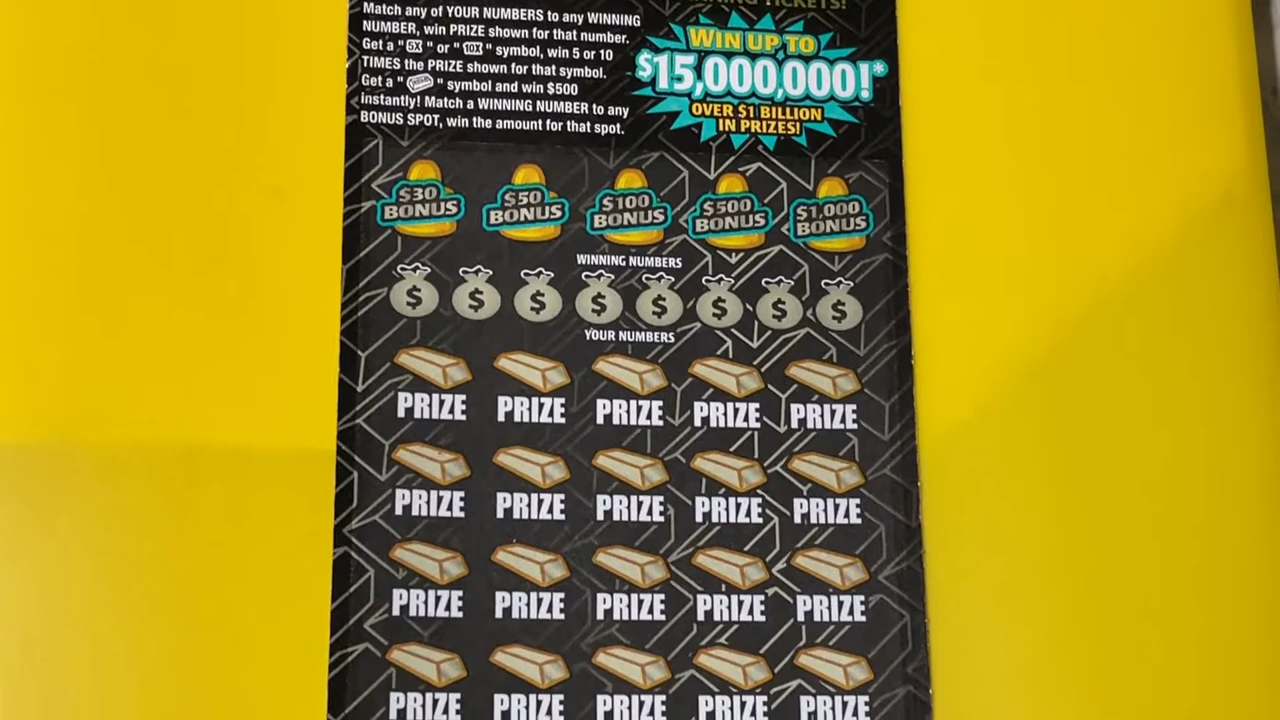 TICKETS!
Match any of YOUR NUMBERS to any WINNING
NUMBER, win PRIZE shown for that number.
Get a "5X" or "10X" symbol, win 5 or 10
TIMES the PRIZE shown for that symbol.
Get a " " symbol and win $500
instantly! Match a WINNING NUMBER to any
BONUS SPOT, win the amount for that spot.
WIN UP TO
$15,000,000!*
OVER $1 BILLION
IN PRIZES!
$30 BONUS $50 BONUS $100 BONUS $500 BONUS $1,000 BONUS
WINNING NUMBERS
$ $ $ $ $ $ $ $
YOUR NUMBERS
PRIZE PRIZE PRIZE PRIZE PRIZE
PRIZE PRIZE PRIZE PRIZE PRIZE
PRIZE PRIZE PRIZE PRIZE PRIZE
PRIZE PRIZE PRIZE PRIZE PRIZE